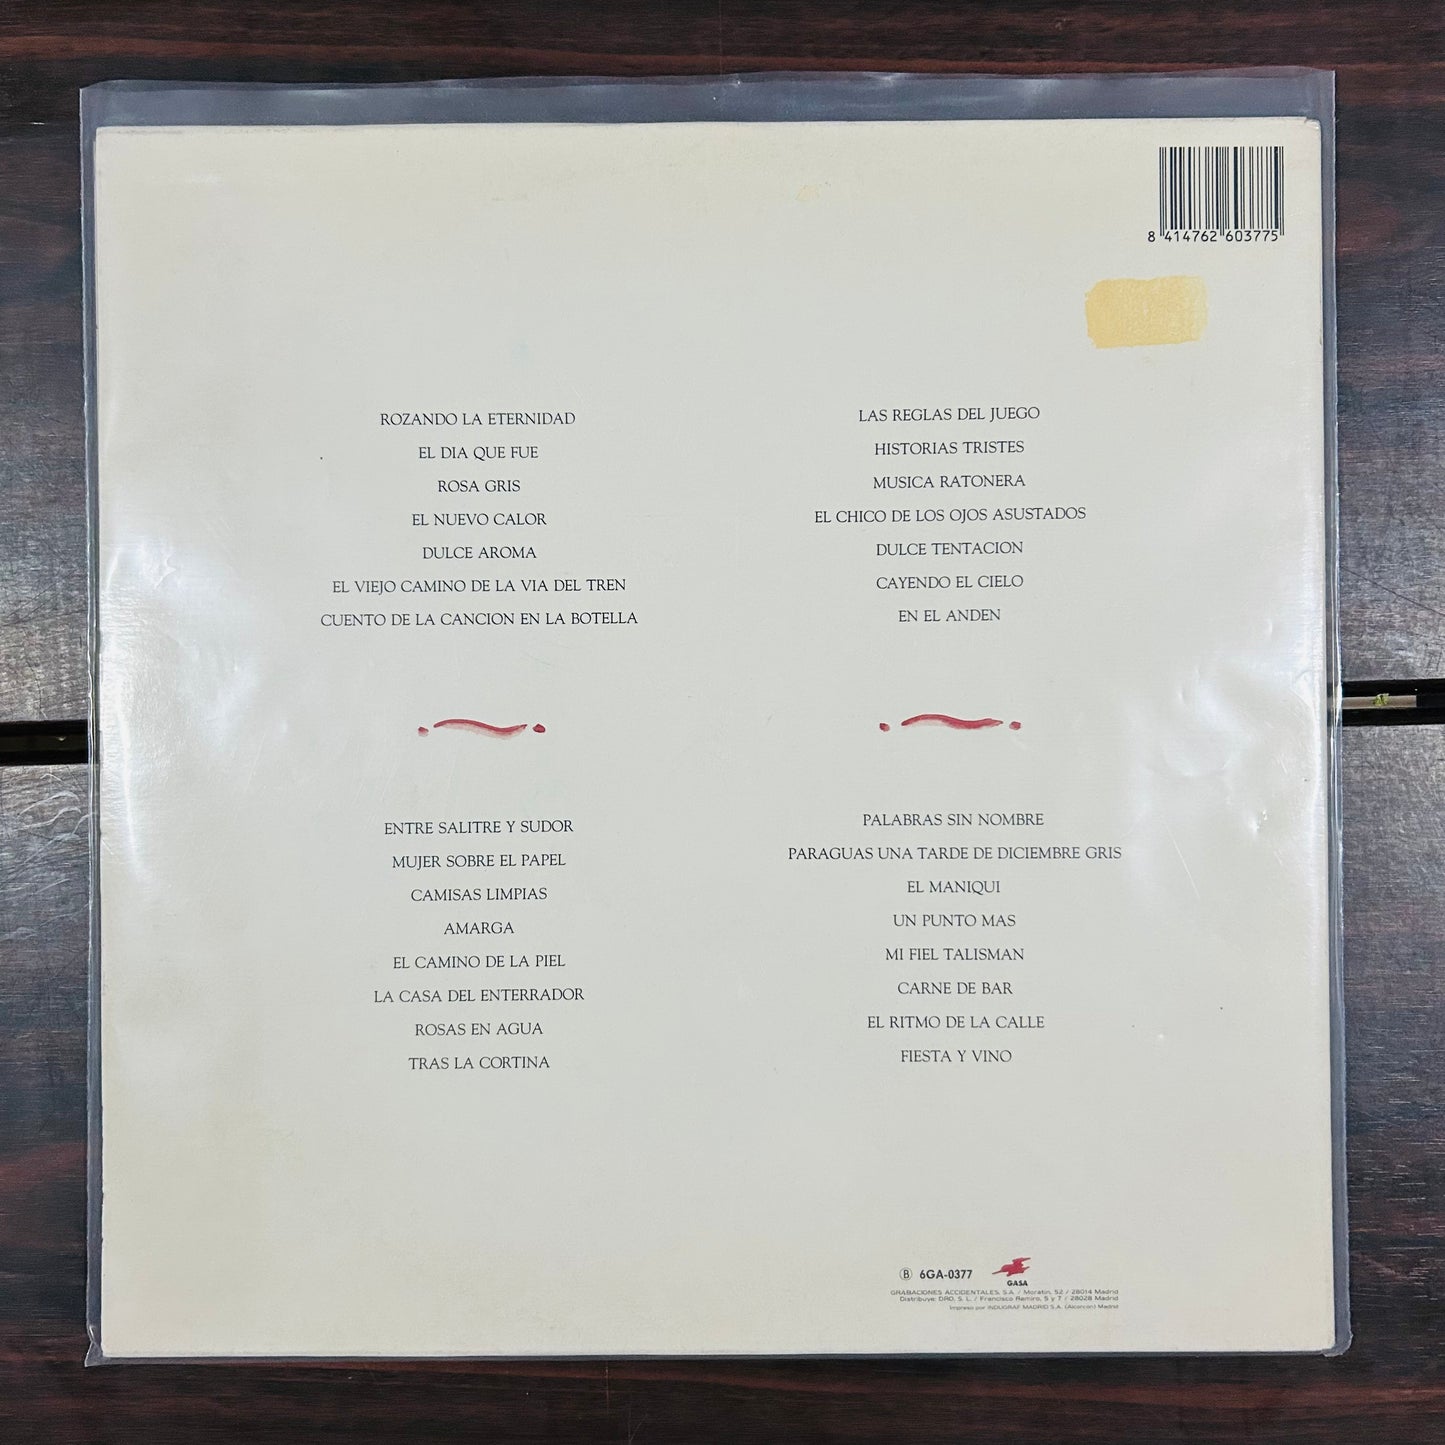 8 414762 603775
ROZANDO LA ETERNIDAD
EL DIA QUE FUE
ROSA GRIS
EL NUEVO CALOR
DULCE AROMA
EL VIEJO CAMINO DE LA VIA DEL TREN
CUENTO DE LA CANCION EN LA BOTELLA
LAS REGLAS DEL JUEGO
HISTORIAS TRISTES
MUSICA RATONERA
EL CHICO DE LOS OJOS ASUSTADOS
DULCE TENTACION
CAYENDO EL CIELO
EN EL ANDEN
ENTRE SALITRE Y SUDOR
MUJER SOBRE EL PAPEL
CAMISAS LIMPIAS
AMARGA
EL CAMINO DE LA PIEL
LA CASA DEL ENTERRADOR
ROSAS EN AGUA
TRAS LA CORTINA
PALABRAS SIN NOMBRE
PARAGUAS UNA TARDE DE DICIEMBRE GRIS
EL MANIQUI
UN PUNTO MAS
MI FIEL TALISMAN
CARNE DE BAR
EL RITMO DE LA CALLE
FIESTA Y VINO
Ⓑ 6GA-0377
GASA
GRABACIONES ACCIDENTALES, S.A. / Moratín, 52 / 28014 Madrid
Distribuye: DRO, S. L. / Francisco Remiro, 5 y 7 / 28028 Madrid
Impreso por INDUGRAF MADRID S.A. (Alcorcón) Madrid